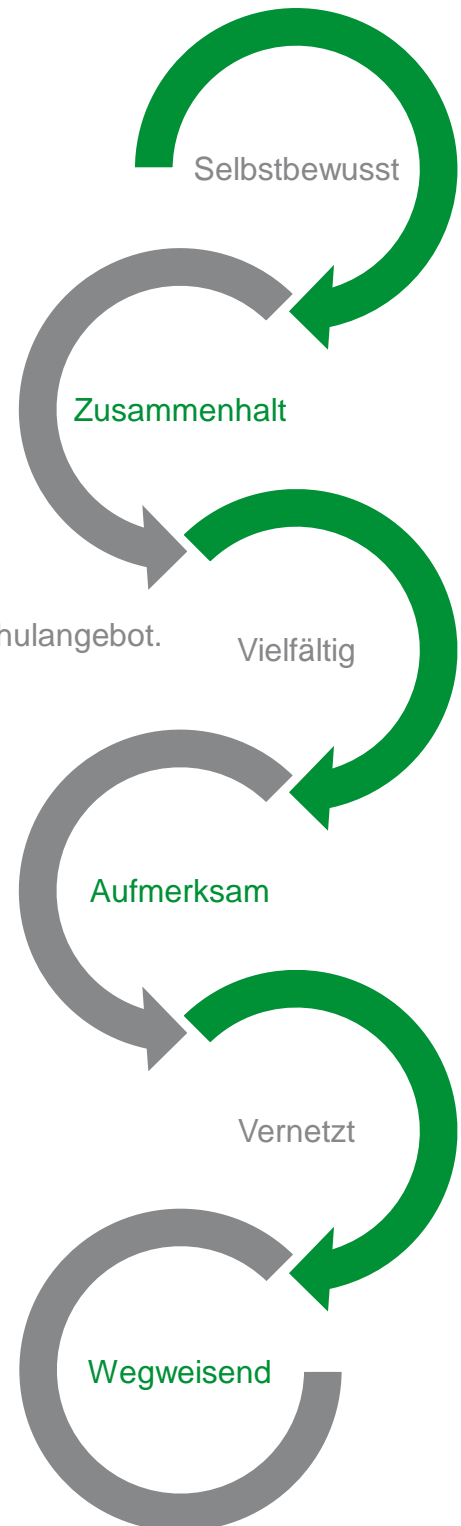 Selbstbewusst
Zusammenhalt
hulangebot.
Vielfältig
Aufmerksam
Vernetzt
Wegweisend